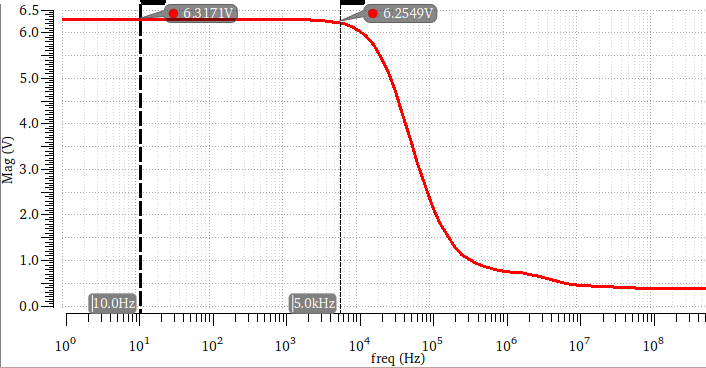 6.5
6.3171V
6.2549V
6.0
5.0
4.0
3.0
2.0
1.0
0.0
Mag (V)
10.0Hz
5.0kHz
10⁰ 10¹ 10² 10³ 10⁴ 10⁵ 10⁶ 10⁷ 10⁸
freq (Hz)